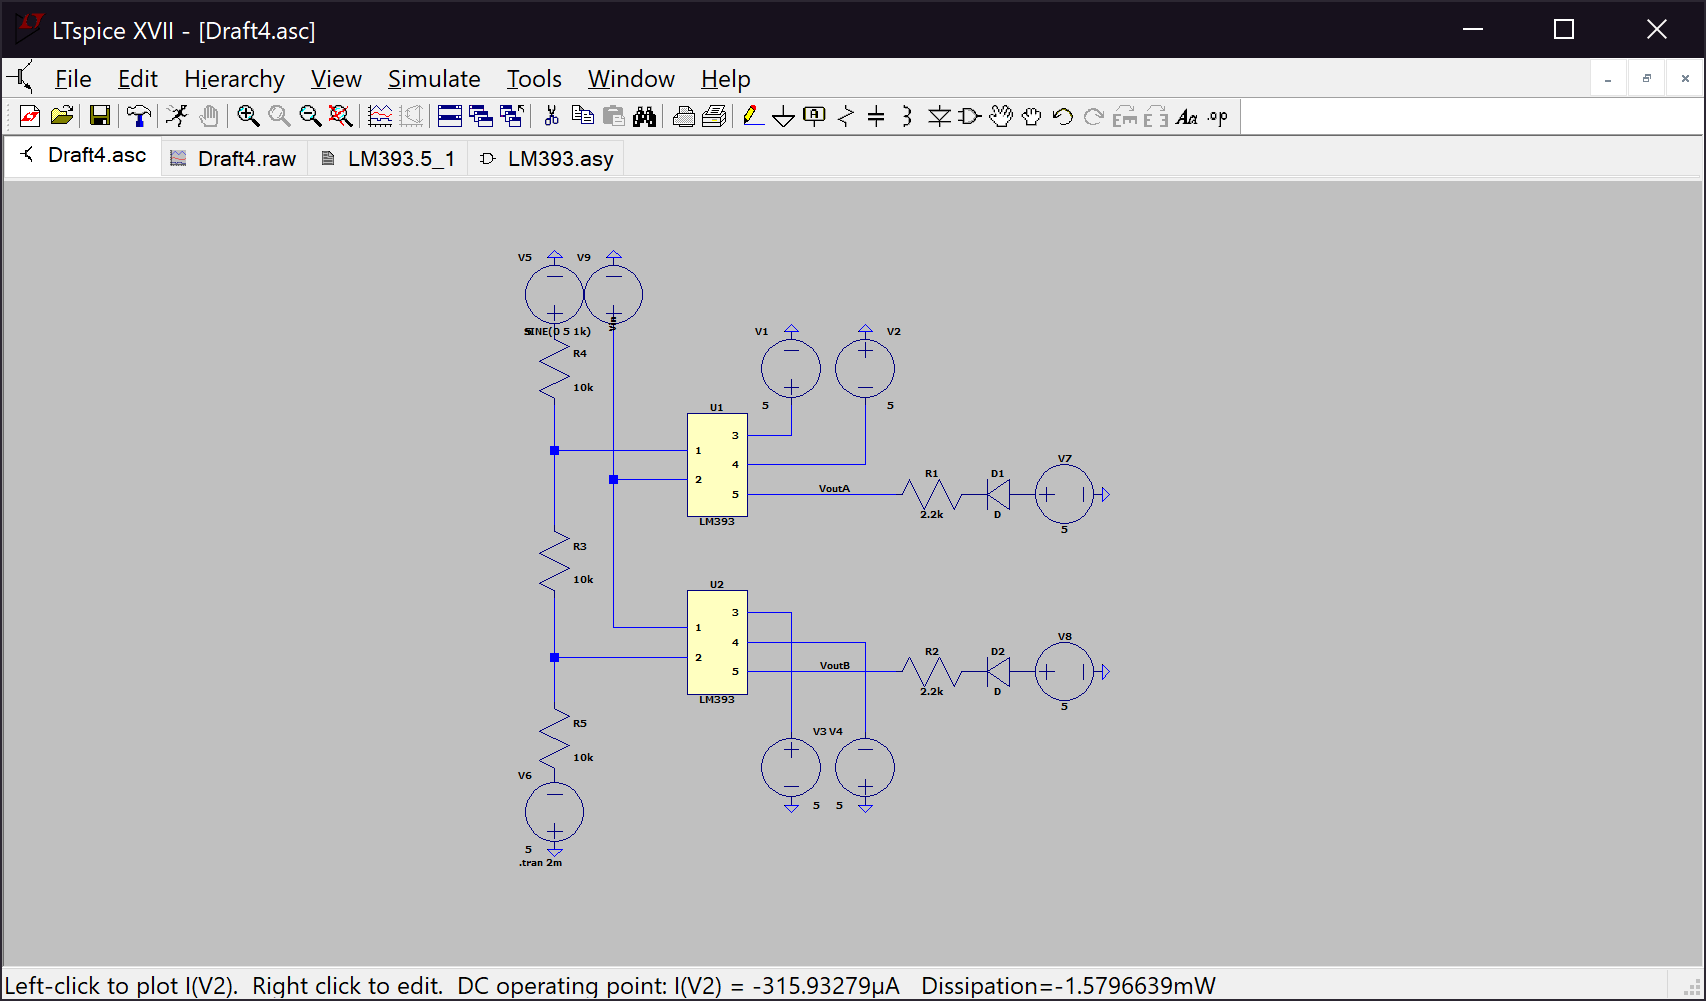 LTspice XVII - [Draft4.asc]
File Edit Hierarchy View Simulate Tools Window Help
Draft4.asc Draft4.raw LM393.5_1 LM393.asy
V5 V9
SINE(0 5 1k)
Vin
R4
10k
V1 V2
5 5
U1
3
1
4
2
5
LM393
VoutA
R1
2.2k
D1
D
V7
5
R3
10k
U2
3
1
4
2
5
LM393
VoutB
R2
2.2k
D2
D
V8
5
R5
10k
V3 V4
5 5
V6
5
.tran 2m
Left-click to plot I(V2). Right click to edit. DC operating point: I(V2) = -315.93279µA Dissipation=-1.5796639mW